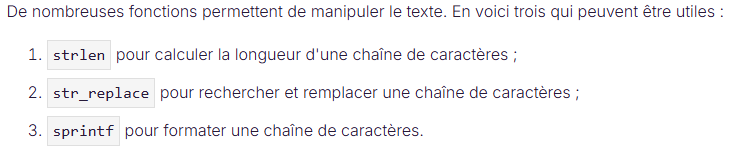 De nombreuses fonctions permettent de manipuler le texte. En voici trois qui peuvent être utiles :
1. strlen pour calculer la longueur d'une chaîne de caractères ;
2. str_replace pour rechercher et remplacer une chaîne de caractères ;
3. sprintf pour formater une chaîne de caractères.